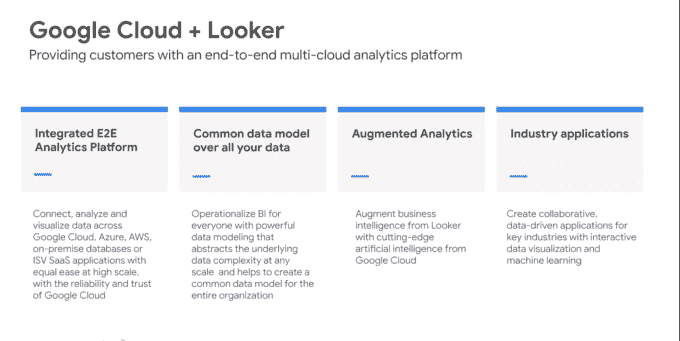 Google Cloud + Looker
Providing customers with an end-to-end multi-cloud analytics platform
Integrated E2E
Analytics Platform
Connect, analyze and
visualize data across
Google Cloud, Azure, AWS,
on-premise databases or
ISV SaaS applications with
equal ease at high scale,
with the reliability and trust
of Google Cloud
Common data model
over all your data
Operationalize BI for
everyone with powerful
data modeling that
abstracts the underlying
data complexity at any
scale and helps to create a
common data model for the
entire organization
Augmented Analytics
Augment business
intelligence from Looker
with cutting-edge
artificial intelligence from
Google Cloud
Industry applications
Create collaborative,
data-driven applications for
key industries with interactive
data visualization and
machine learning